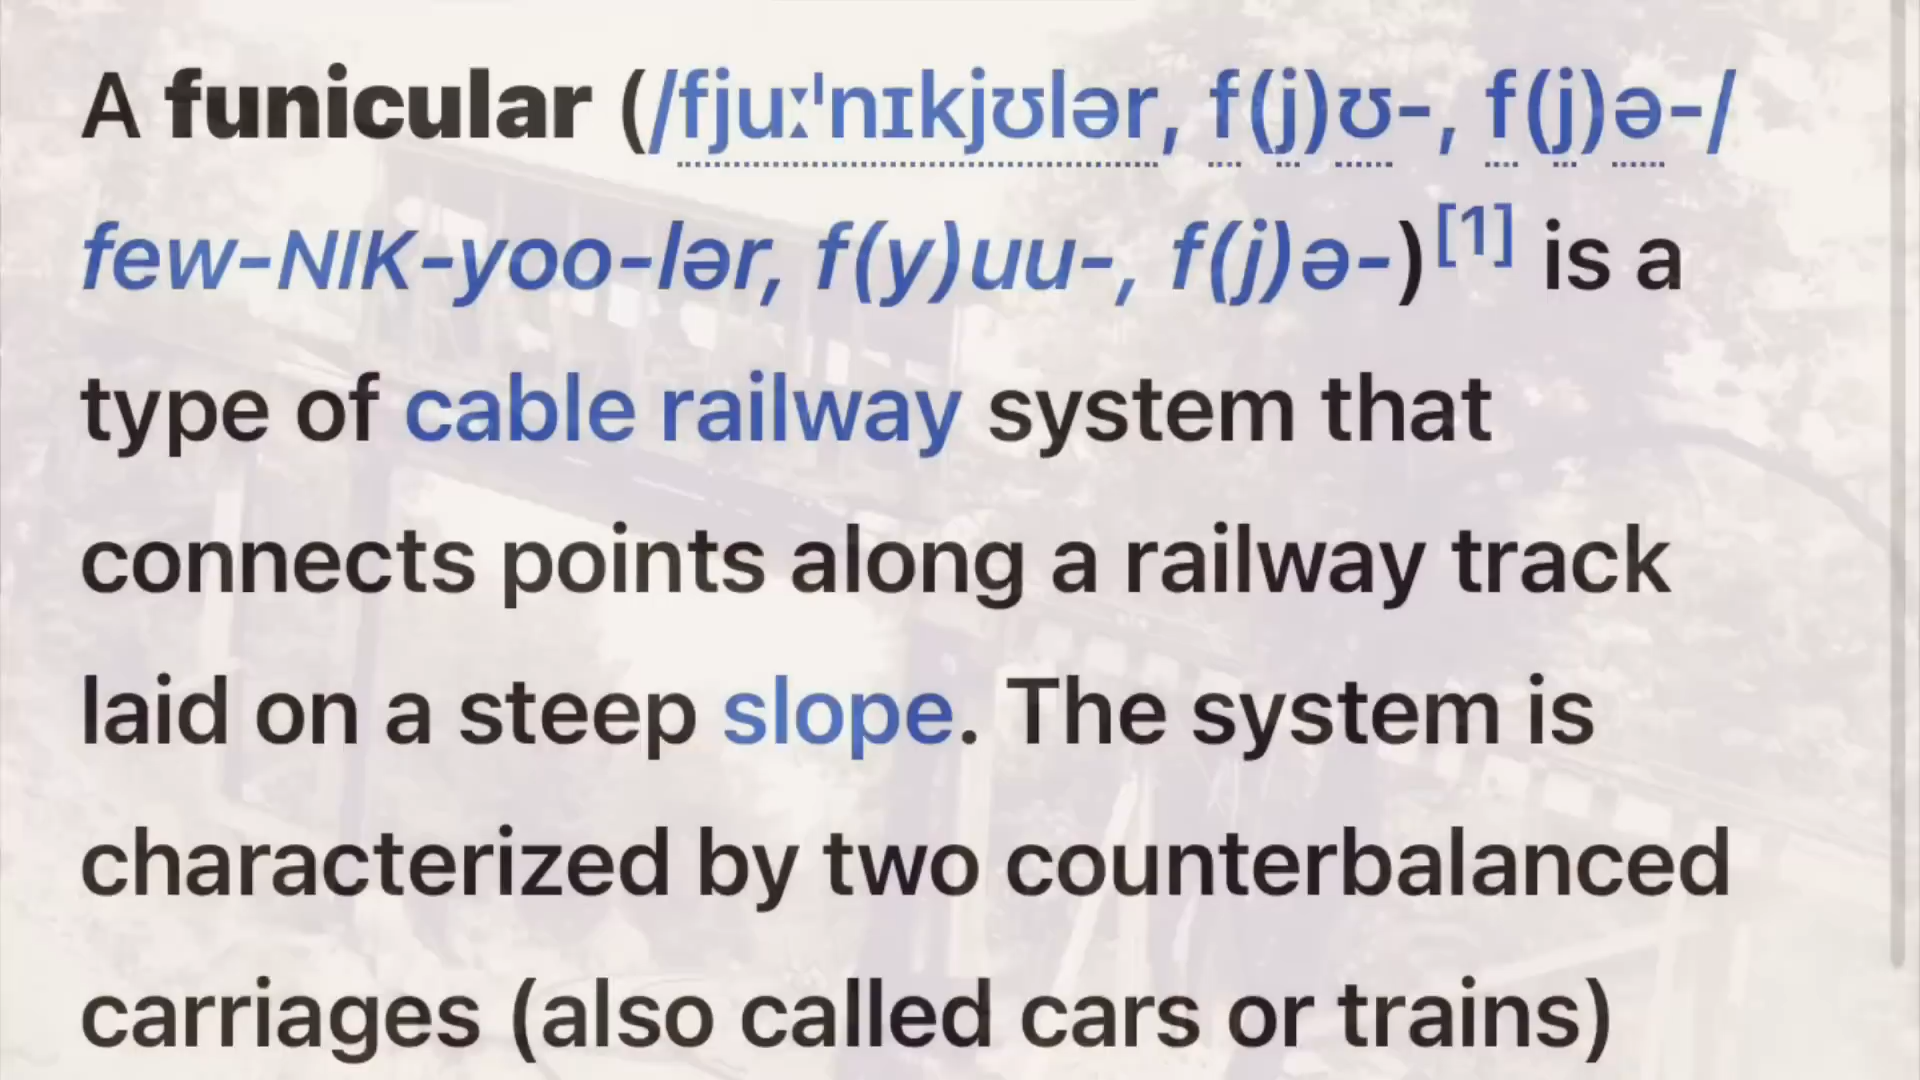 A funicular (/fjuːˈnɪkjʊlər, f(j)ʊ-, f(j)ə-/
few-NIK-yoo-lər, f(y)uu-, f(j)ə-)[1] is a
type of cable railway system that
connects points along a railway track
laid on a steep slope. The system is
characterized by two counterbalanced
carriages (also called cars or trains)